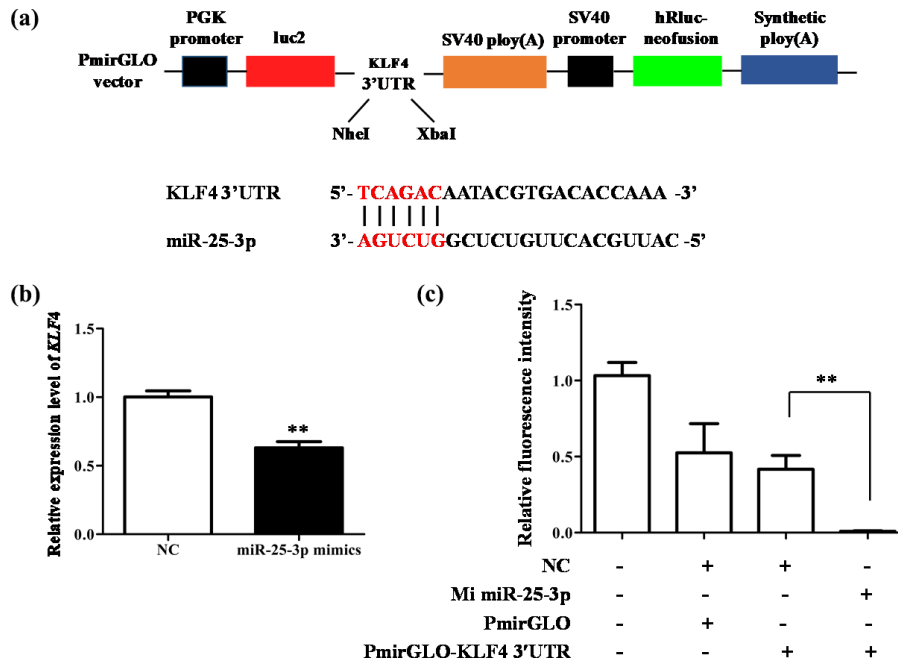 (a)
PGK promoter
luc2
KLF4 3'UTR
SV40 ploy(A)
SV40 promoter
hRluc-neofusion
Synthetic ploy(A)
PmirGLO vector
NheI XbaI
KLF4 3'UTR 5'- TCAGACAATACGTGACACCAAA -3'
miR-25-3p 3'- AGUCUGGCUCUGUUCACGUUAC -5'
(b)
Relative expression level of KLF4
1.5
1.0
0.5
0.0
**
NC
miR-25-3p mimics
(c)
Relative fluorescence intensity
1.5
1.0
0.5
0.0
**
NC - + + -
Mi miR-25-3p - - - +
PmirGLO - + - -
PmirGLO-KLF4 3'UTR - - + +